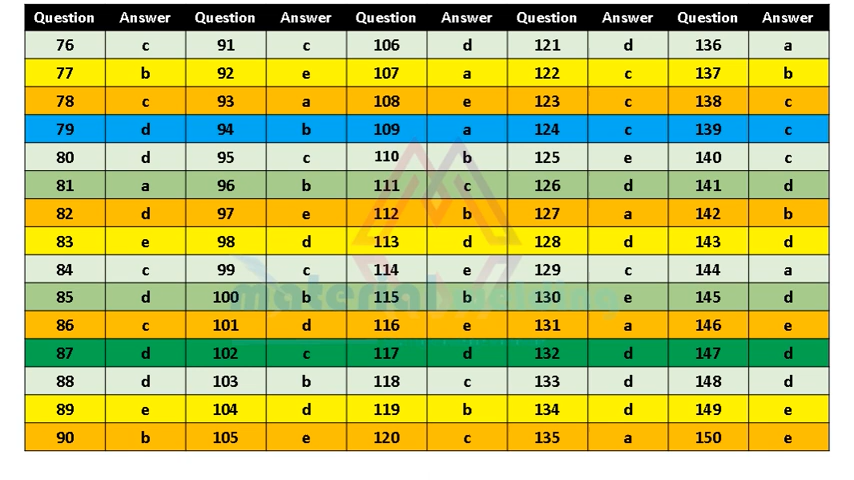 Question Answer Question Answer Question Answer Question Answer Question Answer
76 c 91 c 106 d 121 d 136 a
77 b 92 e 107 a 122 c 137 b
78 c 93 a 108 e 123 c 138 c
79 d 94 b 109 a 124 c 139 c
80 d 95 c 110 b 125 e 140 c
81 a 96 b 111 c 126 d 141 d
82 d 97 e 112 b 127 a 142 b
83 e 98 d 113 d 128 d 143 d
84 c 99 c 114 e 129 c 144 a
85 d 100 b 115 b 130 e 145 d
86 c 101 d 116 e 131 a 146 e
87 d 102 c 117 d 132 d 147 d
88 d 103 b 118 c 133 d 148 d
89 e 104 d 119 b 134 d 149 e
90 b 105 e 120 c 135 a 150 e
material welding